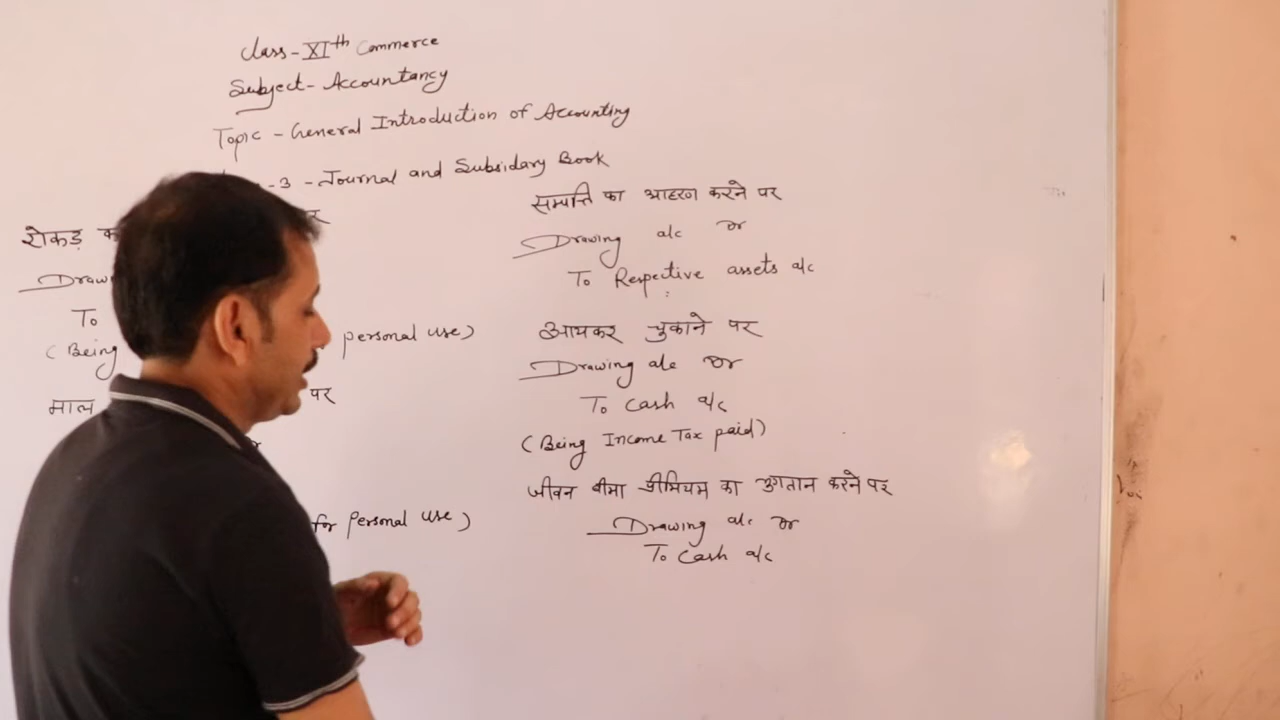 Class-XIth Commerce
Subject-Accountancy
Topic - General Introduction of Accounting
-3 -Journal and Subsidary Book
रोकड़
To
(Being
personal use)
माल
पर
for Personal use)
सम्पत्ति का आहरण करने पर
Drawing a/c Dr
To Respective assets a/c
आयकर चुकाने पर
Drawing a/c Dr
To Cash a/c
(Being Income Tax paid)
जीवन बीमा प्रीमियम का भुगतान करने पर
Drawing a/c Dr
To Cash a/c